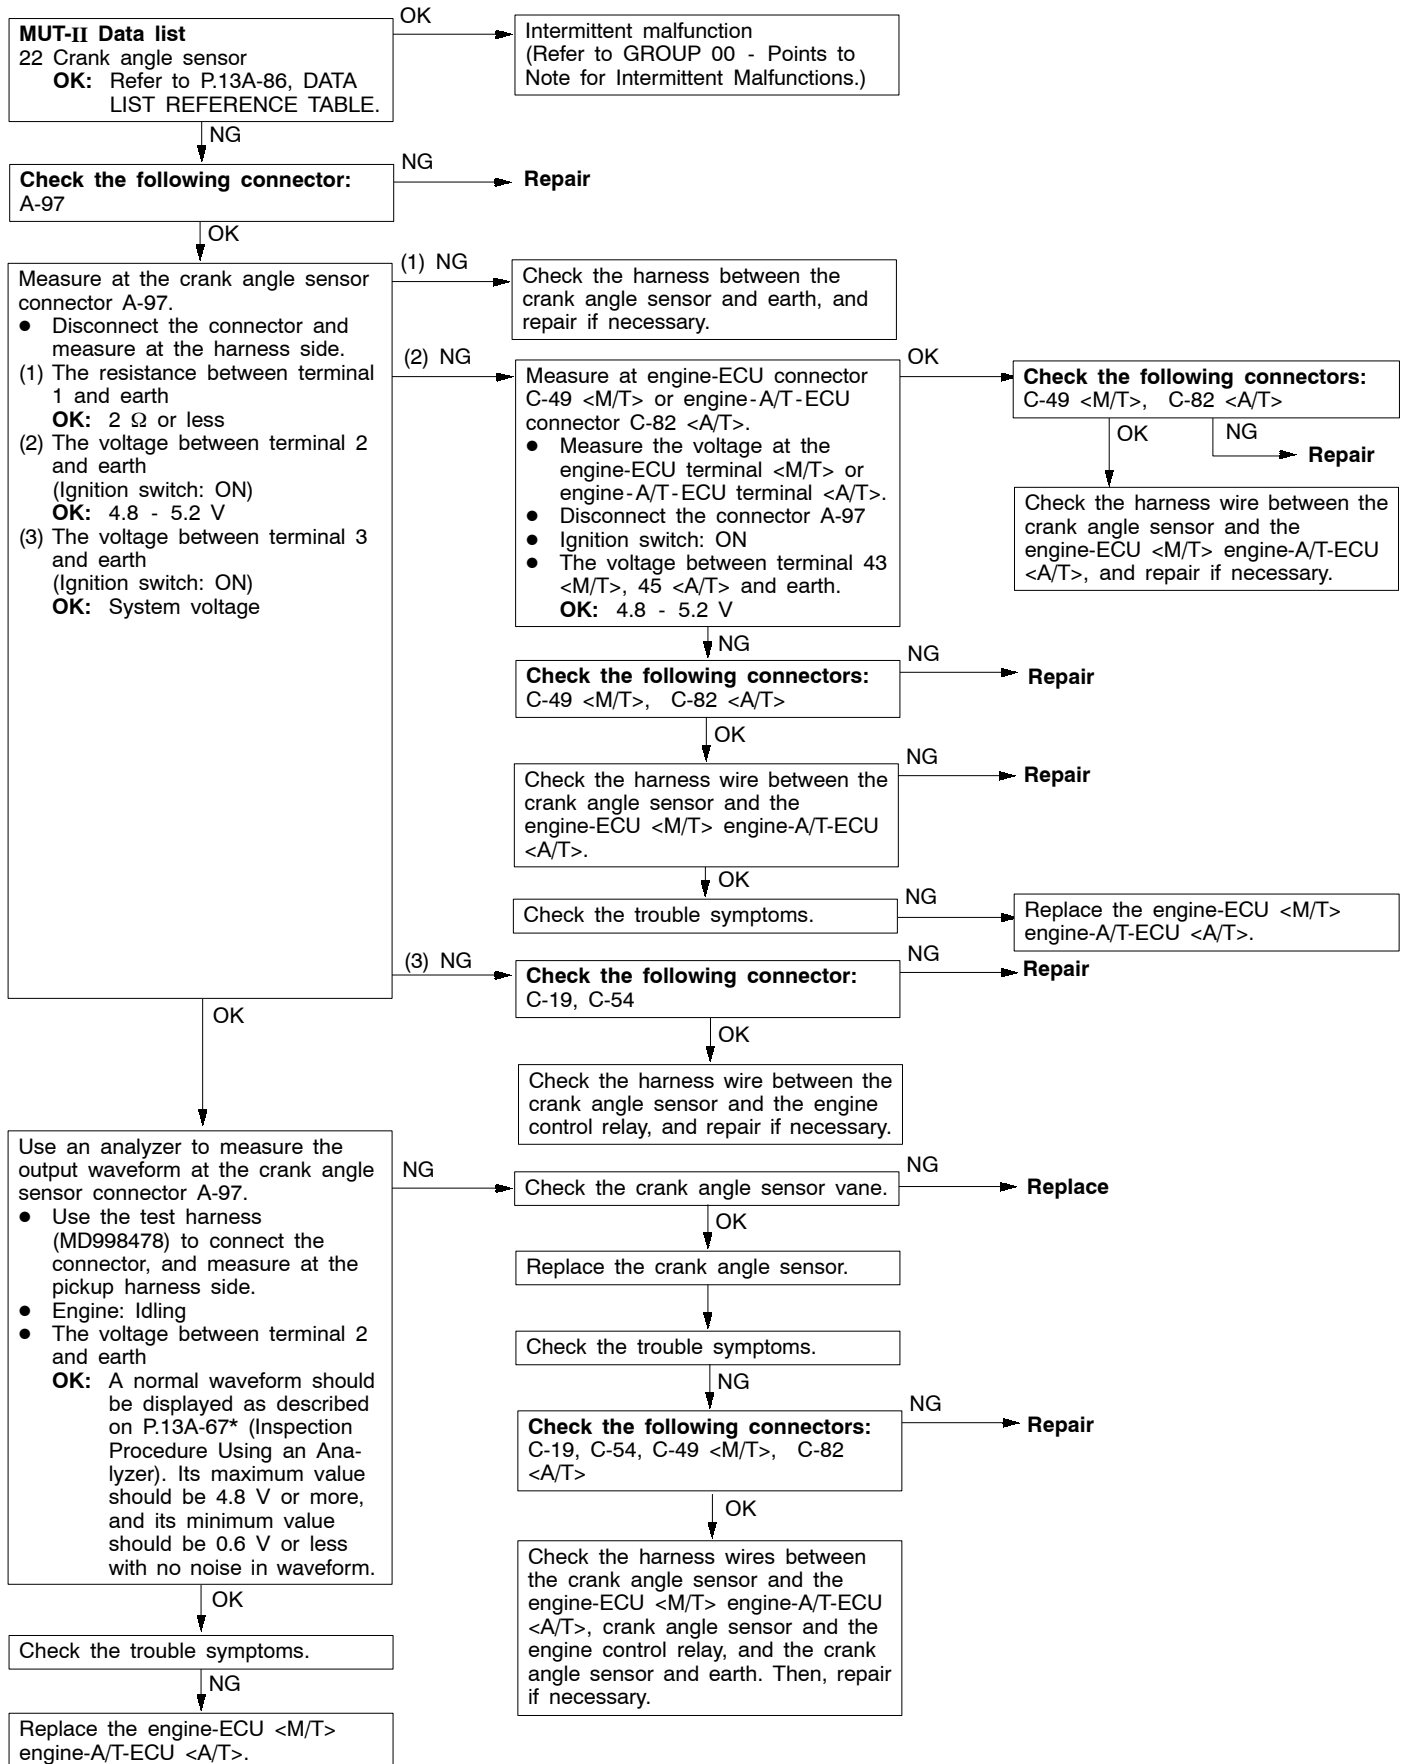 MUT-II Data list
22 Crank angle sensor
OK: Refer to P.13A-86, DATA
LIST REFERENCE TABLE.
OK
Intermittent malfunction
(Refer to GROUP 00 - Points to
Note for Intermittent Malfunctions.)
NG
Check the following connector:
A-97
NG
Repair
OK
Measure at the crank angle sensor
connector A-97.
● Disconnect the connector and
measure at the harness side.
(1) The resistance between terminal
1 and earth
OK: 2 Ω or less
(2) The voltage between terminal 2
and earth
(Ignition switch: ON)
OK: 4.8 - 5.2 V
(3) The voltage between terminal 3
and earth
(Ignition switch: ON)
OK: System voltage
(1) NG
Check the harness between the
crank angle sensor and earth, and
repair if necessary.
(2) NG
Measure at engine-ECU connector
C-49 <M/T> or engine-A/T-ECU
connector C-82 <A/T>.
● Measure the voltage at the
engine-ECU terminal <M/T> or
engine-A/T-ECU terminal <A/T>.
● Disconnect the connector A-97
● Ignition switch: ON
● The voltage between terminal 43
<M/T>, 45 <A/T> and earth.
OK: 4.8 - 5.2 V
OK
Check the following connectors:
C-49 <M/T>, C-82 <A/T>
OK
NG
Repair
Check the harness wire between the
crank angle sensor and the
engine-ECU <M/T> engine-A/T-ECU
<A/T>, and repair if necessary.
NG
Check the following connectors:
C-49 <M/T>, C-82 <A/T>
NG
Repair
OK
Check the harness wire between the
crank angle sensor and the
engine-ECU <M/T> engine-A/T-ECU
<A/T>.
NG
Repair
OK
Check the trouble symptoms.
NG
Replace the engine-ECU <M/T>
engine-A/T-ECU <A/T>.
(3) NG
Check the following connector:
C-19, C-54
NG
Repair
OK
Check the harness wire between the
crank angle sensor and the engine
control relay, and repair if necessary.
OK
Use an analyzer to measure the
output waveform at the crank angle
sensor connector A-97.
● Use the test harness
(MD998478) to connect the
connector, and measure at the
pickup harness side.
● Engine: Idling
● The voltage between terminal 2
and earth
OK: A normal waveform should
be displayed as described
on P.13A-67* (Inspection
Procedure Using an Ana-
lyzer). Its maximum value
should be 4.8 V or more,
and its minimum value
should be 0.6 V or less
with no noise in waveform.
NG
Check the crank angle sensor vane.
NG
Replace
OK
Replace the crank angle sensor.
Check the trouble symptoms.
NG
Check the following connectors:
C-19, C-54, C-49 <M/T>, C-82
<A/T>
NG
Repair
OK
Check the harness wires between
the crank angle sensor and the
engine-ECU <M/T> engine-A/T-ECU
<A/T>, crank angle sensor and the
engine control relay, and the crank
angle sensor and earth. Then, repair
if necessary.
OK
Check the trouble symptoms.
NG
Replace the engine-ECU <M/T>
engine-A/T-ECU <A/T>.